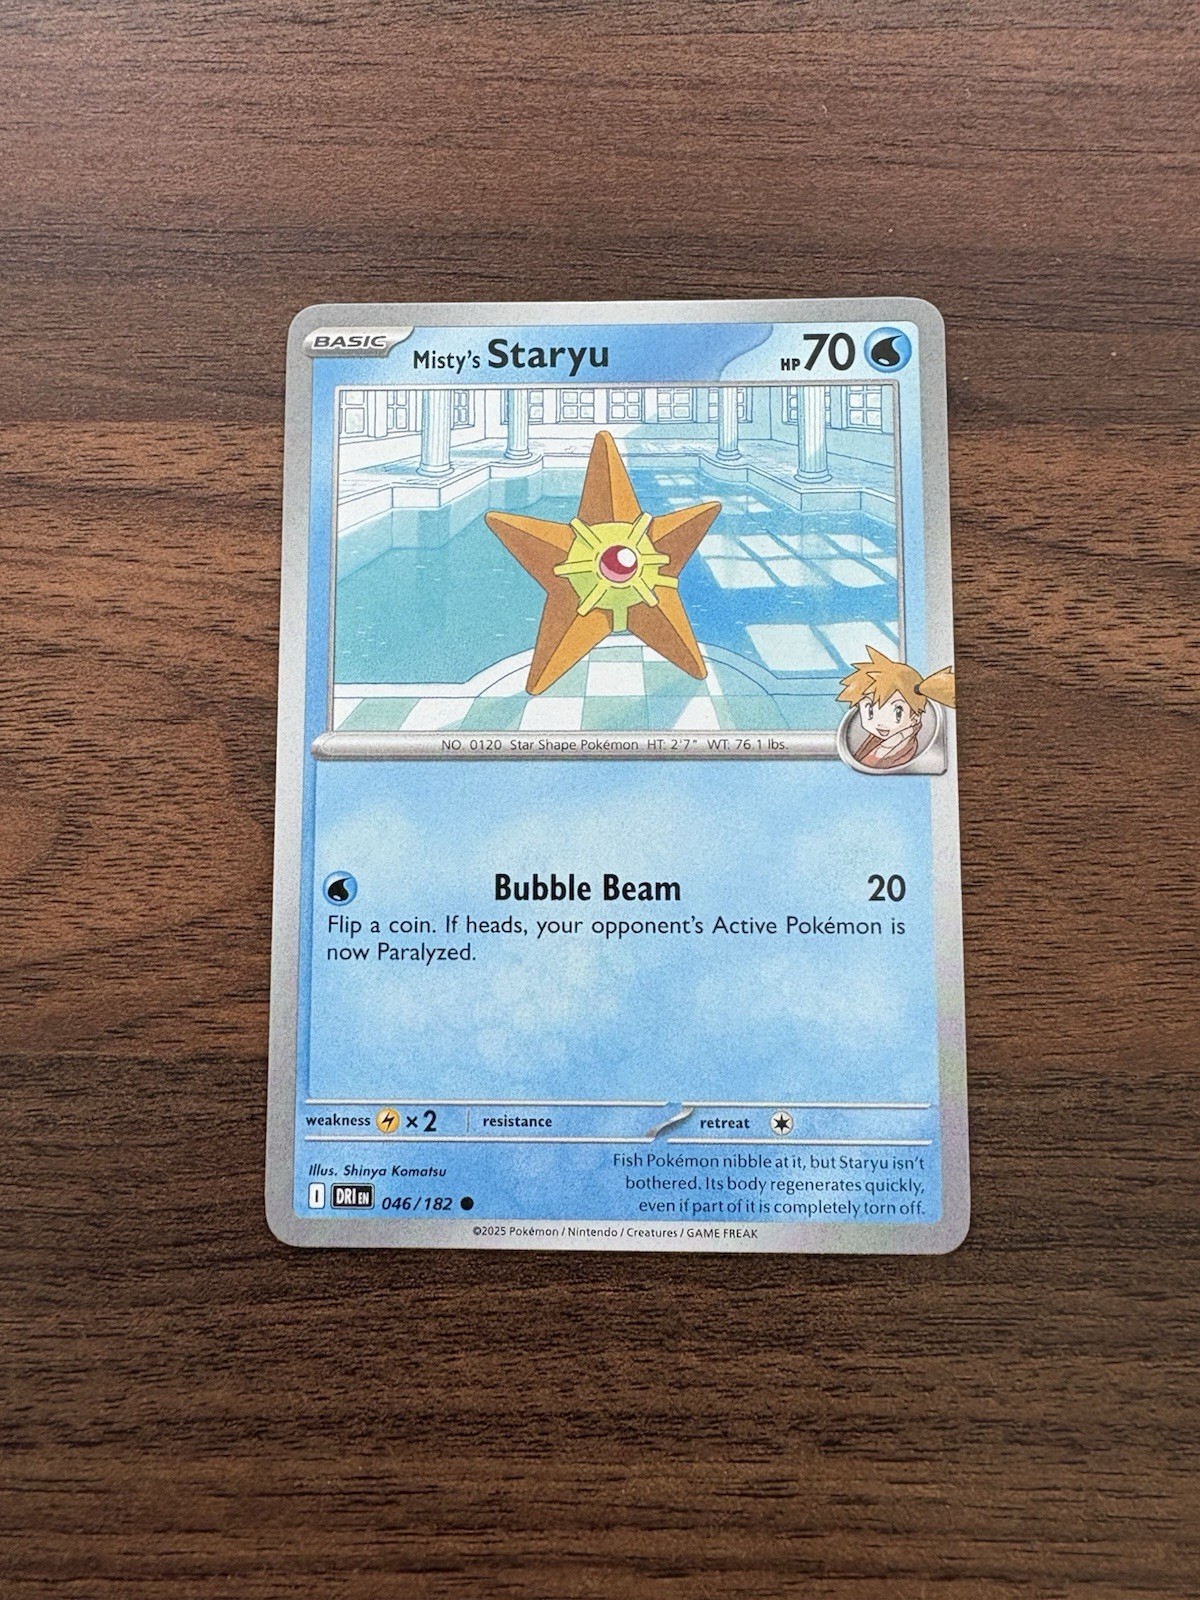 BASIC
Misty's Staryu HP 70
NO. 0120 Star Shape Pokémon HT: 2'7" WT: 76.1 lbs.
Bubble Beam 20
Flip a coin. If heads, your opponent's Active Pokémon is
now Paralyzed.
weakness ×2 resistance retreat
Illus. Shinya Komatsu
I DRI EN 046/182
Fish Pokémon nibble at it, but Staryu isn't
bothered. Its body regenerates quickly,
even if part of it is completely torn off.
©2025 Pokémon / Nintendo / Creatures / GAME FREAK